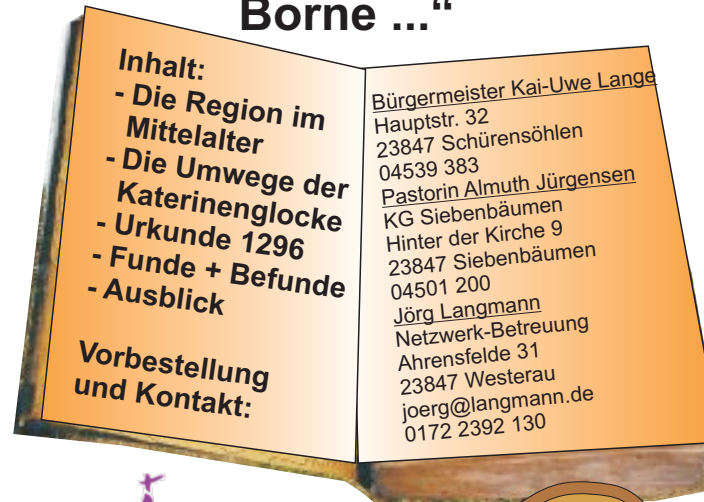 Borne ...“
Inhalt:
- Die Region im
Mittelalter
- Die Umwege der
Katerinenglocke
- Urkunde 1296
- Funde + Befunde
- Ausblick
Vorbestellung
und Kontakt:
Bürgermeister Kai-Uwe Lange
Hauptstr. 32
23847 Schürensöhlen
04539 383
Pastorin Almuth Jürgensen
KG Siebenbäumen
Hinter der Kirche 9
23847 Siebenbäumen
04501 200
Jörg Langmann
Netzwerk-Betreuung
Ahrensfelde 31
23847 Westerau
joerg@langmann.de
0172 2392 130